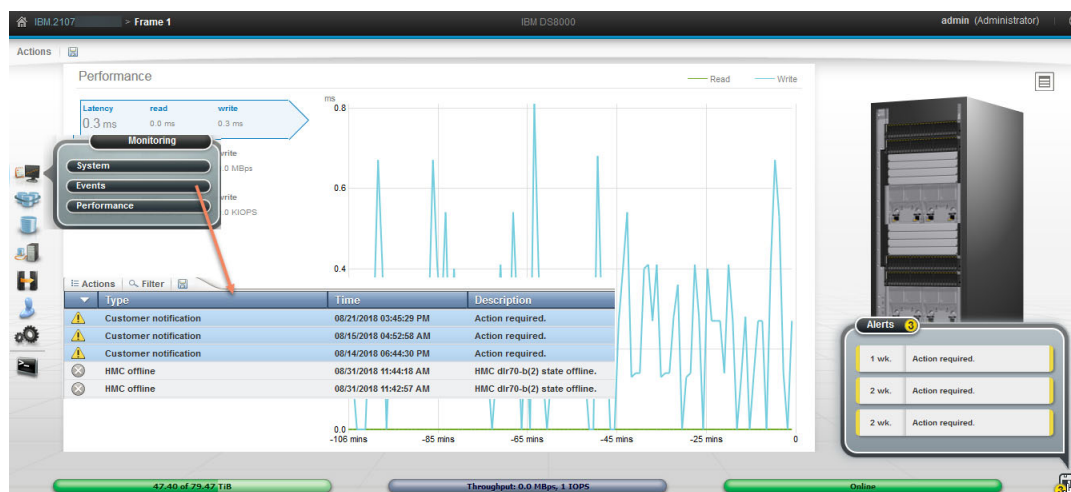 IBM.2107 > Frame 1
IBM DS8000
admin (Administrator)
Actions
Performance
Read
Write
Latency read write
0.3 ms 0.0 ms 0.3 ms
Monitoring
System
Events
Performance
.0 MBps
.0 KIOPS
ms
0.8
0.6
0.4
0.0
-106 mins -85 mins -65 mins -45 mins -25 mins 0
Actions Filter
Type Time Description
Customer notification 08/21/2018 03:45:29 PM Action required.
Customer notification 08/15/2018 04:52:58 AM Action required.
Customer notification 08/14/2018 06:44:30 PM Action required.
HMC offline 08/31/2018 11:44:18 AM HMC dlr70-b(2) state offline.
HMC offline 08/31/2018 11:42:57 AM HMC dlr70-b(2) state offline.
Alerts 3
1 wk. Action required.
2 wk. Action required.
2 wk. Action required.
47.40 of 79.47 TiB
Throughput: 0.0 MBps, 1 IOPS
Online
3